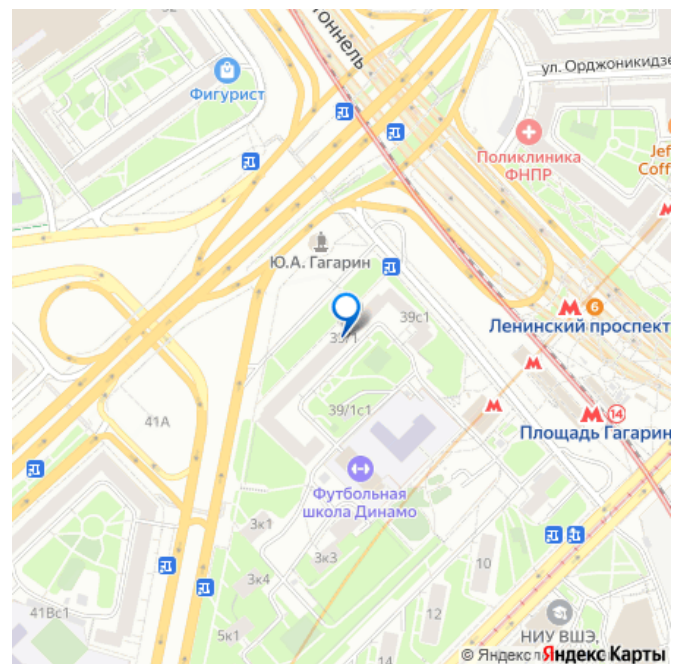 Тоннель
ул. Орджоникидзе
Фигурист
Поликлиника
ФНПР
Jef
Coff
Ю.А. Гагарин
39с1
6
Ленинский проспект
39/1
39/1с1
14
Площадь Гагарина
41А
Футбольная
школа Динамо
3к1
3к3
3к4
10
12
41Вс1
5к1
НИУ ВШЭ,
© Яндекс
Яндекс Карты